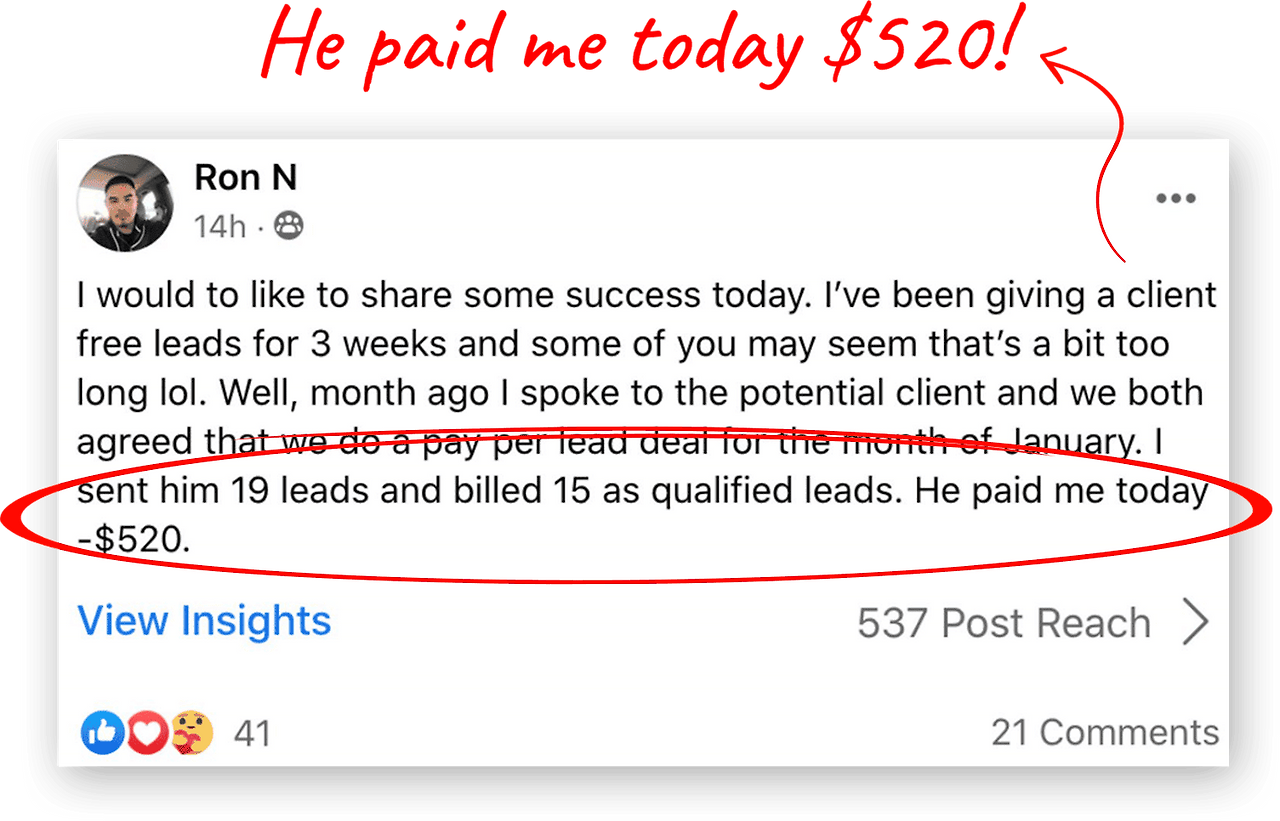 He paid me today $520!
Ron N
14h ·
I would to like to share some success today. I’ve been giving a client
free leads for 3 weeks and some of you may seem that’s a bit too
long lol. Well, month ago I spoke to the potential client and we both
agreed that we do a pay per lead deal for the month of January. I
sent him 19 leads and billed 15 as qualified leads. He paid me today
-$520.
View Insights
537 Post Reach
41
21 Comments